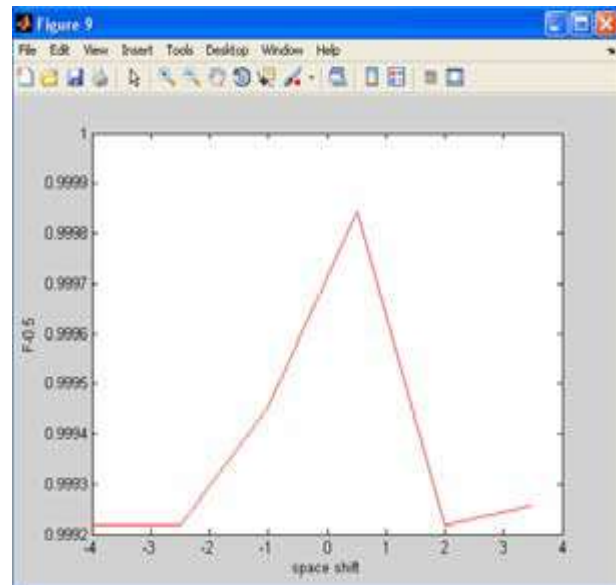 Figure 9
File Edit View Insert Tools Desktop Window Help
1
0.9999
0.9998
0.9997
0.9996
0.9995
0.9994
0.9993
0.9992
F-0.5
-4 -3 -2 -1 0 1 2 3 4
space shift